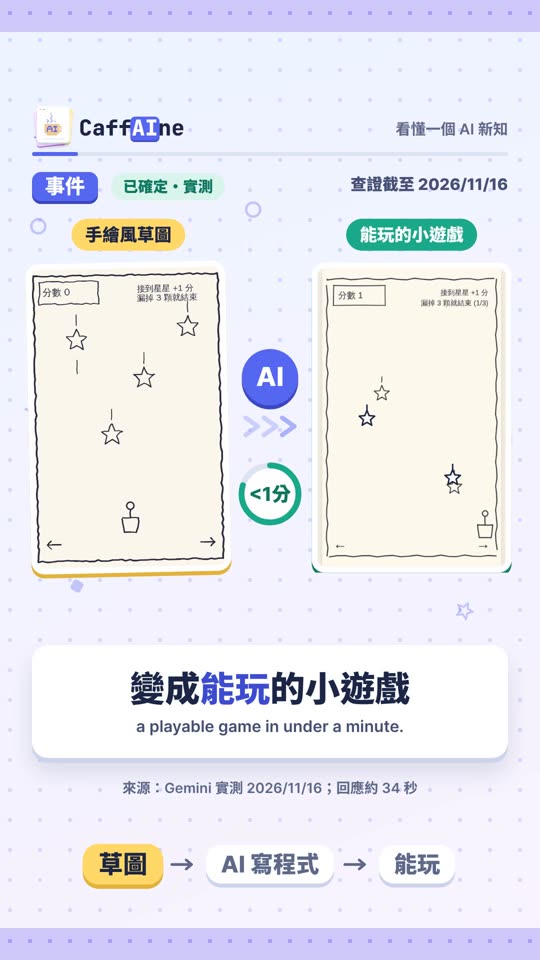 CaffAIne
看懂一個 AI 新知
事件
已確定・實測
查證截至 2026/11/16
手繪風草圖
能玩的小遊戲
分數 0
接到星星 +1 分
漏掉 3 顆就結束
←
→
AI
<1分
分數 1
接到星星 +1 分
漏掉 3 顆就結束 (1/3)
←
→
變成能玩的小遊戲
a playable game in under a minute.
來源：Gemini 實測 2026/11/16；回應約 34 秒
草圖 → AI 寫程式 → 能玩